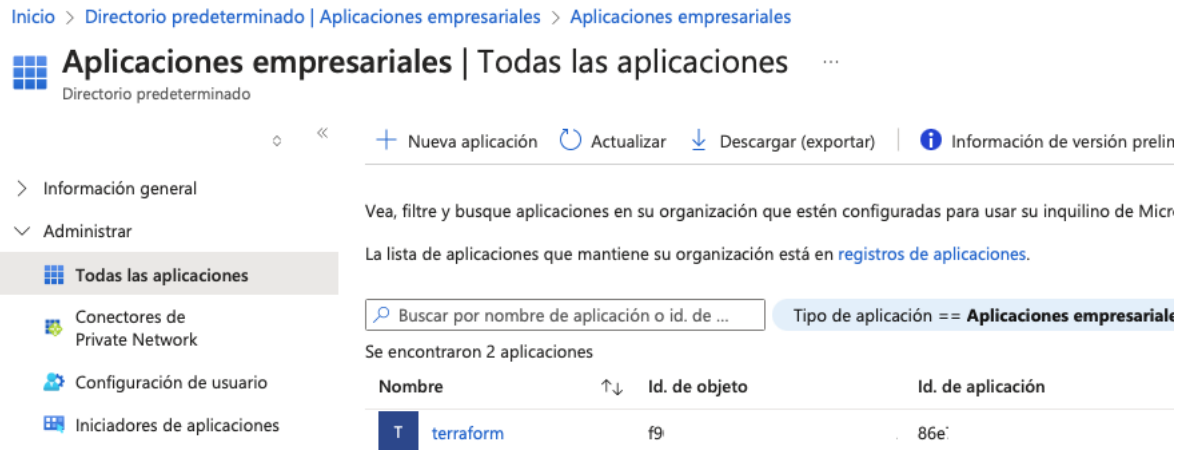 Inicio > Directorio predeterminado | Aplicaciones empresariales > Aplicaciones empresariales
Aplicaciones empresariales | Todas las aplicaciones ...
Directorio predeterminado
Nueva aplicación Actualizar Descargar (exportar) Información de versión prelim
Información general
Administrar
Todas las aplicaciones
Conectores de
Private Network
Configuración de usuario
Iniciadores de aplicaciones
Vea, filtre y busque aplicaciones en su organización que estén configuradas para usar su inquilino de Micr
La lista de aplicaciones que mantiene su organización está en registros de aplicaciones.
Buscar por nombre de aplicación o id. de ...
Tipo de aplicación == Aplicaciones empresariale
Se encontraron 2 aplicaciones
Nombre Id. de objeto Id. de aplicación
T terraform f9 86e